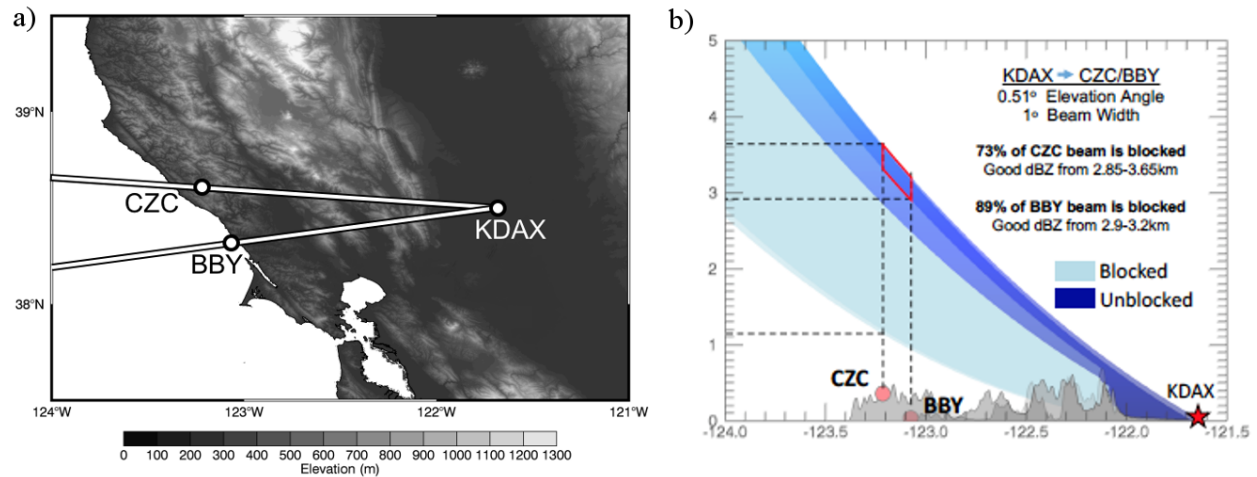 a)
39°N
38°N
124°W
123°W
122°W
121°W
CZC
BBY
KDAX
0 100 200 300 400 500 600 700 800 900 1000 1100 1200 1300
Elevation (m)
b)
5
4
3
2
1
0
-124.0
-123.5
-123.0
-122.5
-122.0
-121.5
KDAX → CZC/BBY
0.51° Elevation Angle
1° Beam Width
73% of CZC beam is blocked
Good dBZ from 2.85-3.65km
89% of BBY beam is blocked
Good dBZ from 2.9-3.2km
Blocked
Unblocked
CZC
BBY
KDAX